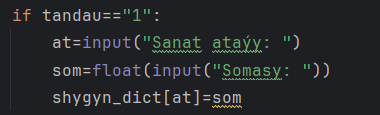 if tandau=="1":
at=input("Sanat ataýy: ")
som=float(input("Somasy: "))
shygyn_dict[at]=som